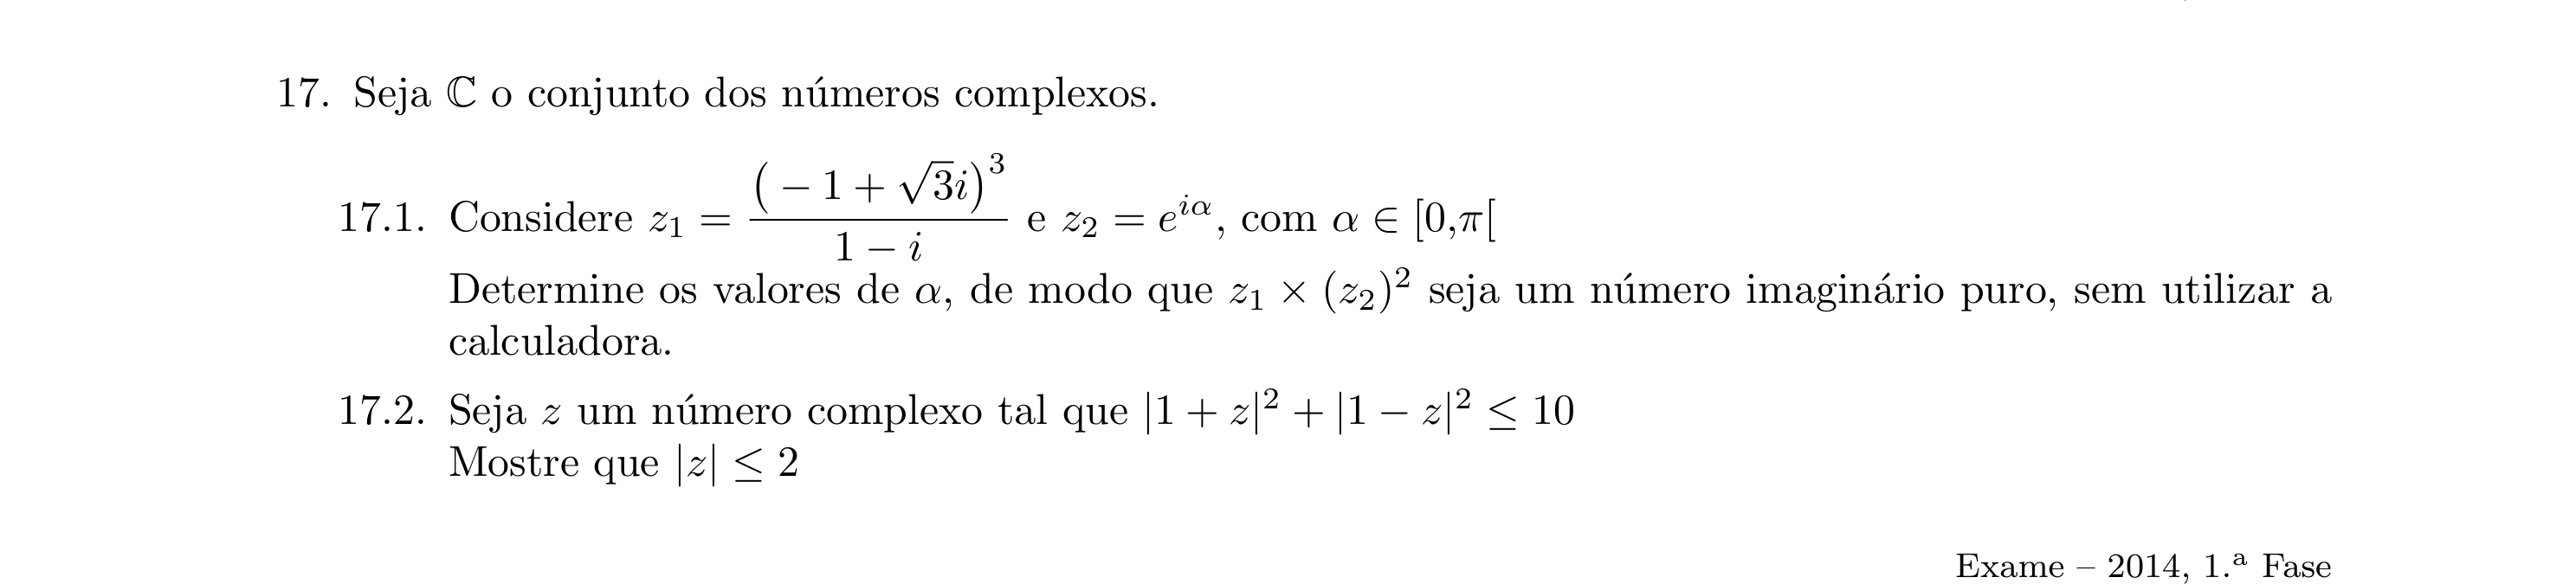 17. Seja ℂ o conjunto dos números complexos.
17.1. Considere $z_1 = \frac{(-1+\sqrt{3}i)^3}{1-i}$ e $z_2 = e^{i\alpha}$, com $\alpha \in [0,\pi[$
Determine os valores de $\alpha$, de modo que $z_1 \times (z_2)^2$ seja um número imaginário puro, sem utilizar a
calculadora.
17.2. Seja $z$ um número complexo tal que $|1+z|^2 + |1-z|^2 \leq 10$
Mostre que $|z| \leq 2$
Exame – 2014, 1.ª Fase